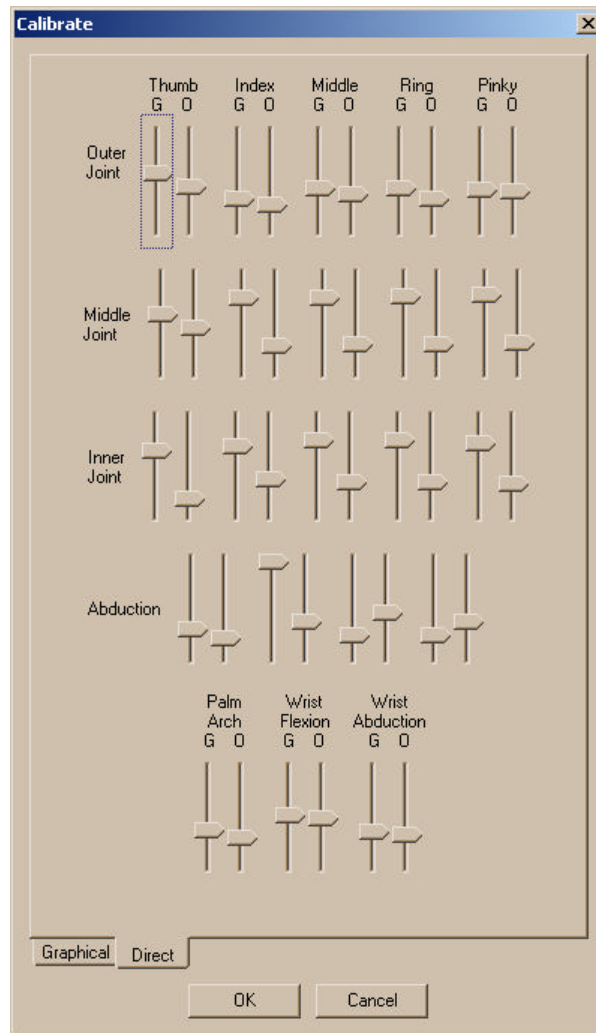 Calibrate
Thumb Index Middle Ring Pinky
G O G O G O G O G O
Outer
Joint
Middle
Joint
Inner
Joint
Abduction
Palm Wrist Wrist
Arch Flexion Abduction
G O G O G O
Graphical Direct
OK Cancel